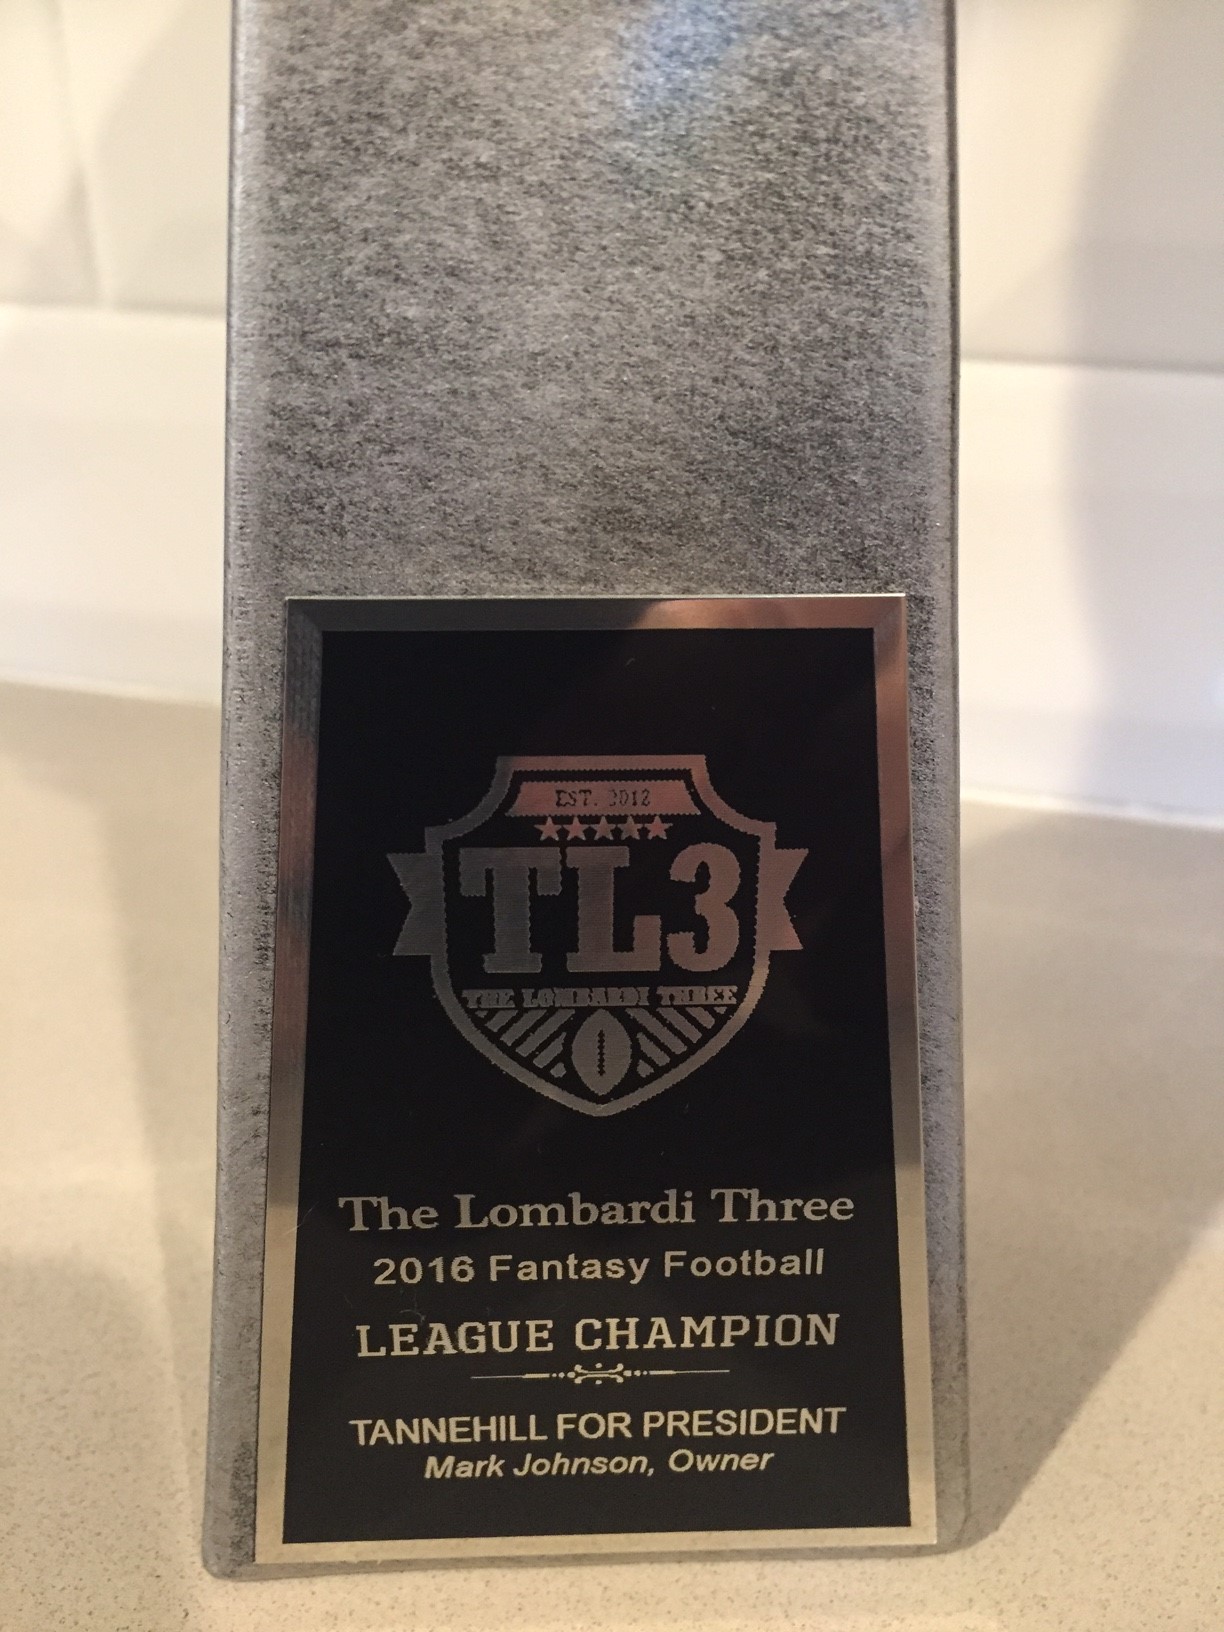 EST. 2012
TL3
THE LOMBARDI THREE
The Lombardi Three
2016 Fantasy Football
LEAGUE CHAMPION
TANNEHILL FOR PRESIDENT
Mark Johnson, Owner